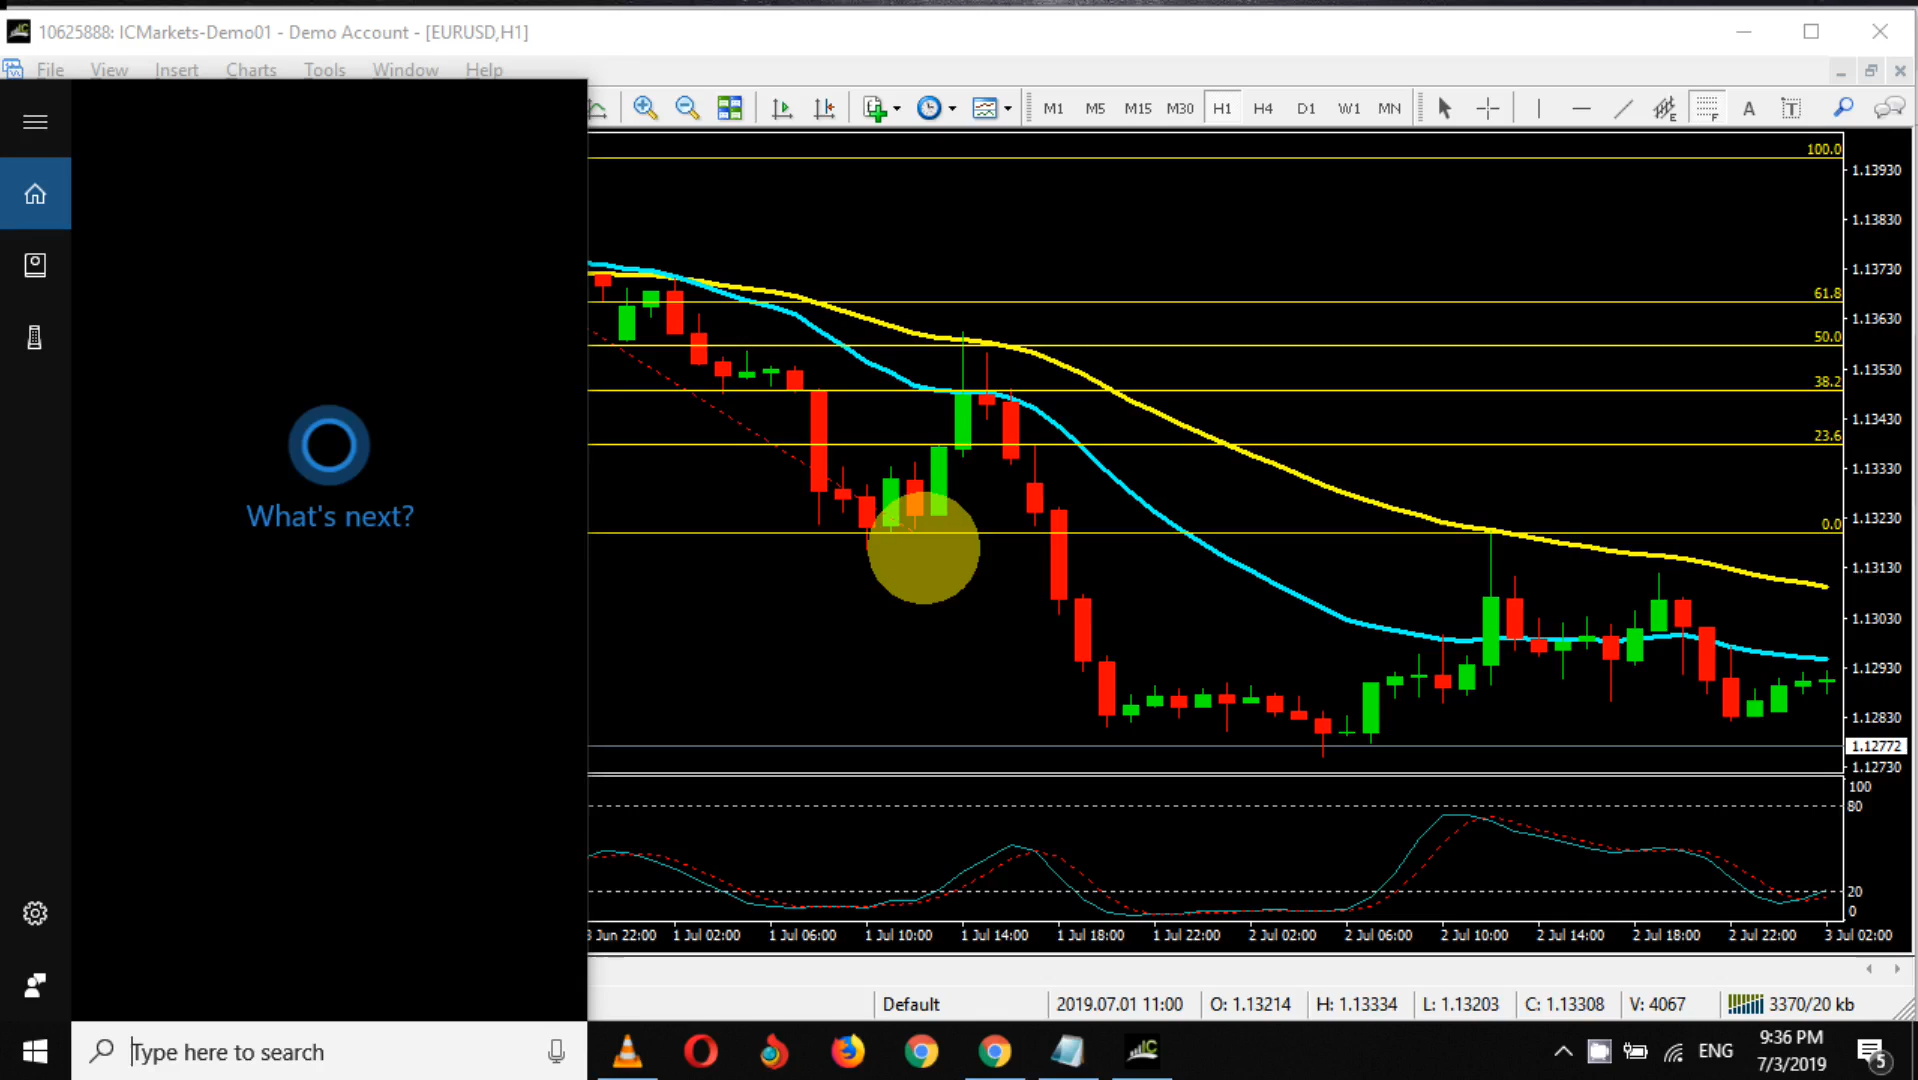 10625888: ICMarkets-Demo01 - Demo Account - [EURUSD,H1]
File View Insert Charts Tools Window Help
M1 M5 M15 M30 H1 H4 D1 W1 MN E F A T
100.0
1.13930
1.13830
1.13730
61.8
1.13630
50.0
1.13530
38.2
1.13430
23.6
1.13330
1.13230
0.0
1.13130
1.13030
1.12930
1.12830
1.12772
1.12730
What's next?
100
80
20
0
Jun 22:00 1 Jul 02:00 1 Jul 06:00 1 Jul 10:00 1 Jul 14:00 1 Jul 18:00 1 Jul 22:00 2 Jul 02:00 2 Jul 06:00 2 Jul 10:00 2 Jul 14:00 2 Jul 18:00 2 Jul 22:00 3 Jul 02:00
Default 2019.07.01 11:00 O: 1.13214 H: 1.13334 L: 1.13203 C: 1.13308 V: 4067 3370/20 kb
Type here to search
IC
ENG
9:36 PM
7/3/2019
5